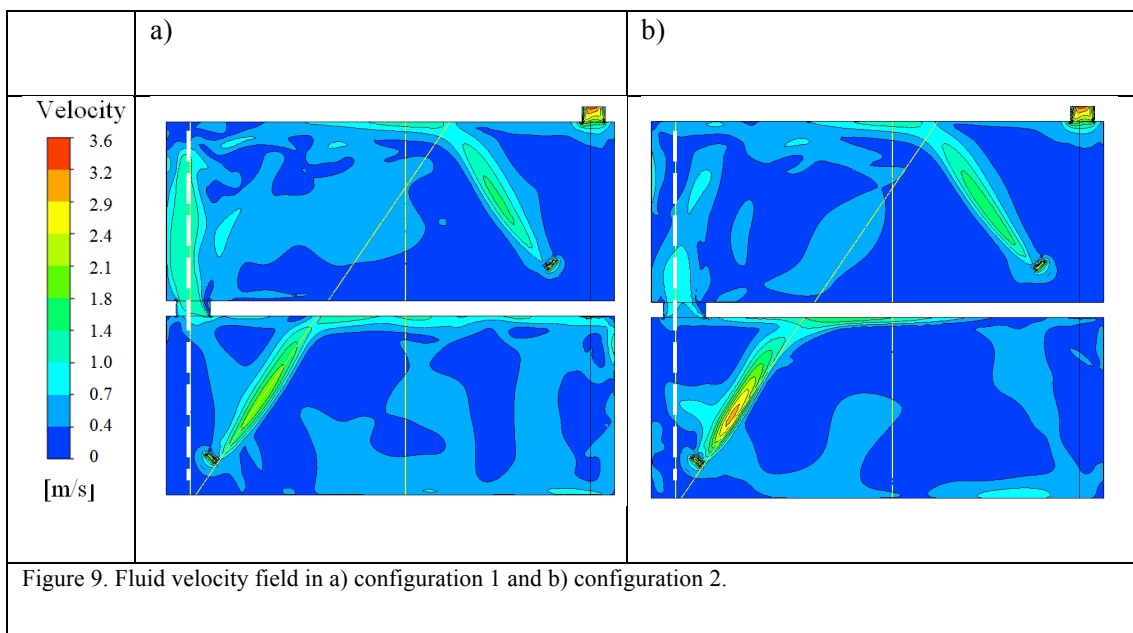 a)
b)
Velocity
3.6
3.2
2.9
2.4
2.1
1.8
1.4
1.0
0.7
0.4
0
[m/s]
Figure 9. Fluid velocity field in a) configuration 1 and b) configuration 2.